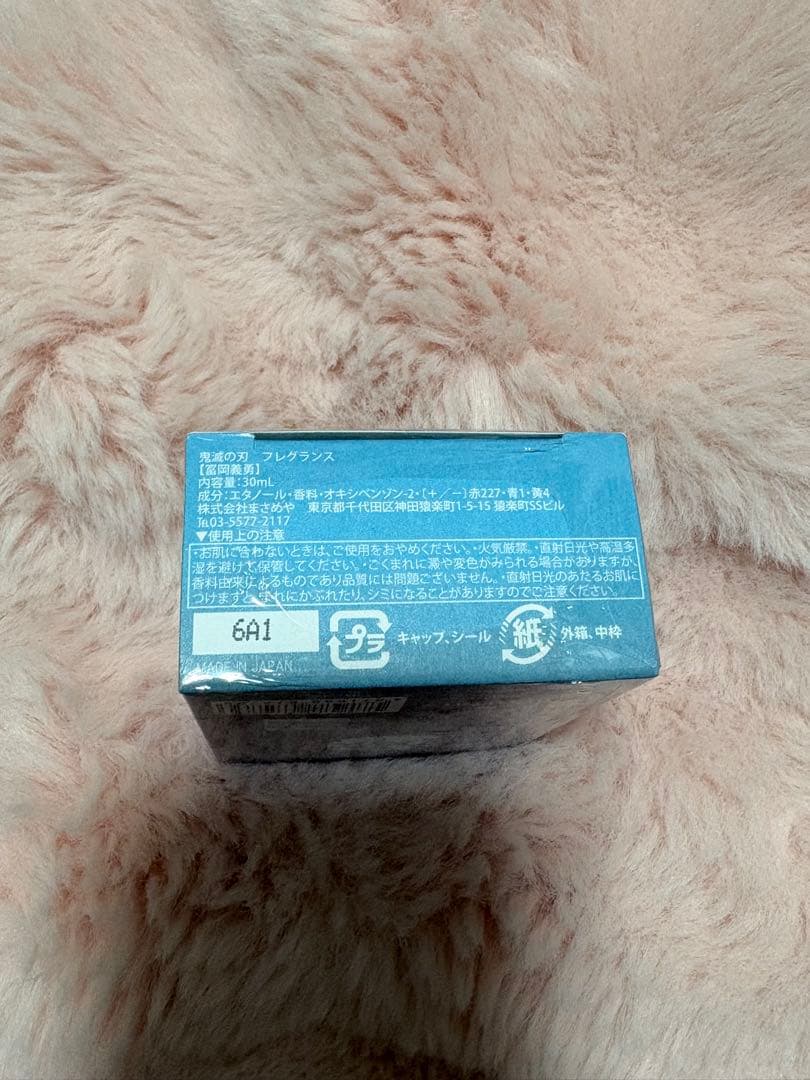 鬼滅の刃　フレグランス
【冨岡義勇】
内容量：30mL
成分：エタノール・香料・オキシベンゾン-2・（＋／－）赤227・青1・黄4
株式会社まさめや　東京都千代田区神田猿楽町1-5-15 猿楽町SSビル
℡03-5577-2117
▼使用上の注意
・お肌に合わないときは、ご使用をおやめください。・火気厳禁。・直射日光や高温多
湿を避けて保管してください。・ごくまれに澱や変色がみられる場合がありますが、
香料由来によるものであり品質には問題ございません。・直射日光のあたるお肌に
つけますと、まれにかぶれたり、シミになることがありますのでご注意ください。
6A1
プラ
キャップ、シール
紙
外箱、中枠
MADE IN JAPAN